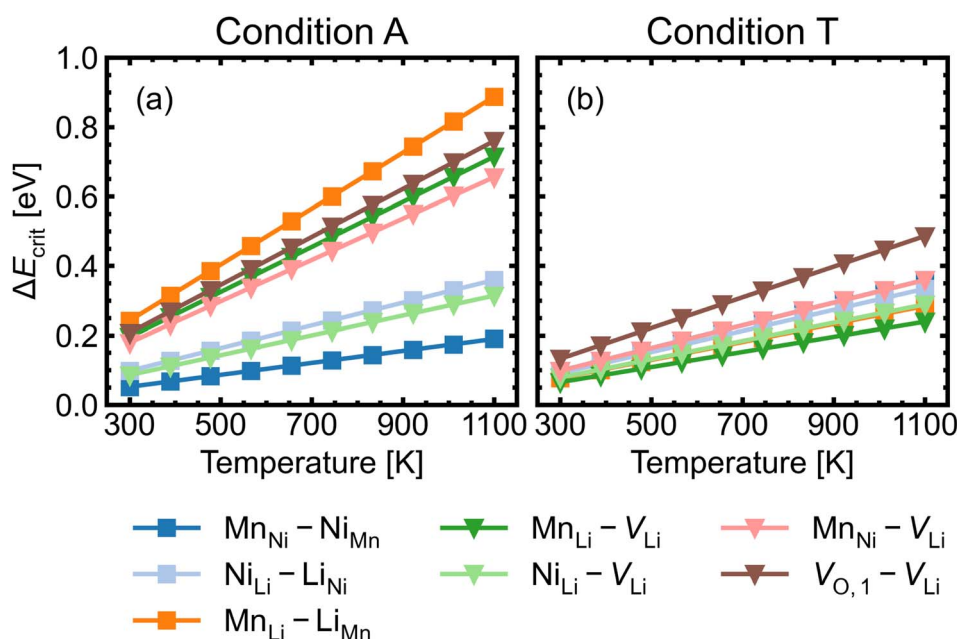 Condition A Condition T
(a) (b)
1.0
0.8
0.6
0.4
0.2
0.0
ΔE_crit [eV]
300 500 700 900 1100 300 500 700 900 1100
Temperature [K] Temperature [K]
Mn_Ni − Ni_Mn Mn_Li − V_Li Mn_Ni − V_Li
Ni_Li − Li_Ni Ni_Li − V_Li V_O,1 − V_Li
Mn_Li − Li_Mn